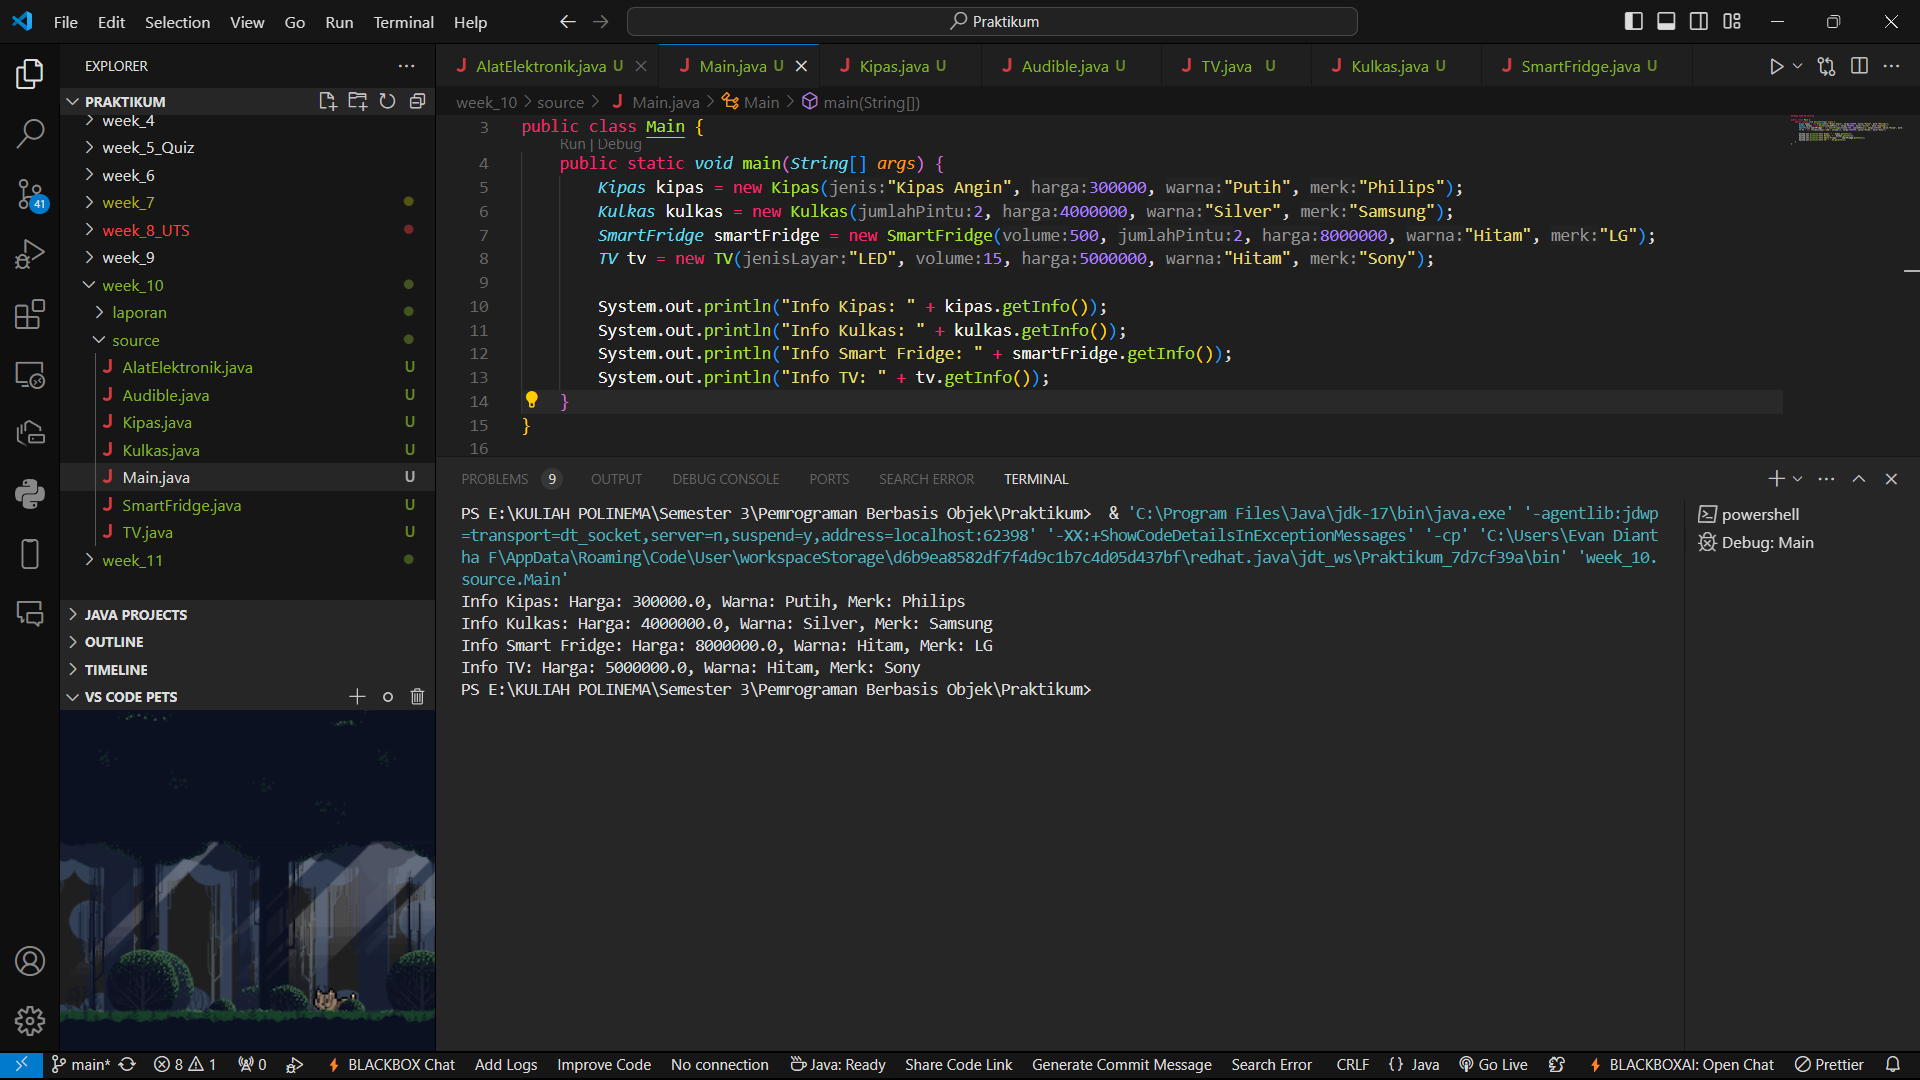 File Edit Selection View Go Run Terminal Help
Praktikum
EXPLORER
PRAKTIKUM
week_4
week_5_Quiz
week_6
week_7
week_8_UTS
week_9
week_10
laporan
source
AlatElektronik.java U
Audible.java U
Kipas.java U
Kulkas.java U
Main.java U
SmartFridge.java U
TV.java U
week_11
JAVA PROJECTS
OUTLINE
TIMELINE
VS CODE PETS
41
AlatElektronik.java U Main.java U Kipas.java U Audible.java U TV.java U Kulkas.java U SmartFridge.java U
week_10 > source > Main.java > Main > main(String[])
3 public class Main {
Run | Debug
4 public static void main(String[] args) {
5 Kipas kipas = new Kipas(jenis:"Kipas Angin", harga:300000, warna:"Putih", merk:"Philips");
6 Kulkas kulkas = new Kulkas(jumlahPintu:2, harga:4000000, warna:"Silver", merk:"Samsung");
7 SmartFridge smartFridge = new SmartFridge(volume:500, jumlahPintu:2, harga:8000000, warna:"Hitam", merk:"LG");
8 TV tv = new TV(jenisLayar:"LED", volume:15, harga:5000000, warna:"Hitam", merk:"Sony");
9
10 System.out.println("Info Kipas: " + kipas.getInfo());
11 System.out.println("Info Kulkas: " + kulkas.getInfo());
12 System.out.println("Info Smart Fridge: " + smartFridge.getInfo());
13 System.out.println("Info TV: " + tv.getInfo());
14 }
15 }
16
PROBLEMS 9 OUTPUT DEBUG CONSOLE PORTS SEARCH ERROR TERMINAL
PS E:\KULIAH POLINEMA\Semester 3\Pemrograman Berbasis Objek\Praktikum> & 'C:\Program Files\Java\jdk-17\bin\java.exe' '-agentlib:jdwp
=transport=dt_socket,server=n,suspend=y,address=localhost:62398' '-XX:+ShowCodeDetailsInExceptionMessages' '-cp' 'C:\Users\Evan Diant
ha F\AppData\Roaming\Code\User\workspaceStorage\d6b9ea8582df7f4d9c1b7c4d05d437bf\redhat.java\jdt_ws\Praktikum_7d7cf39a\bin' 'week_10.
source.Main'
Info Kipas: Harga: 300000.0, Warna: Putih, Merk: Philips
Info Kulkas: Harga: 4000000.0, Warna: Silver, Merk: Samsung
Info Smart Fridge: Harga: 8000000.0, Warna: Hitam, Merk: LG
Info TV: Harga: 5000000.0, Warna: Hitam, Merk: Sony
PS E:\KULIAH POLINEMA\Semester 3\Pemrograman Berbasis Objek\Praktikum>
powershell
Debug: Main
main* 8 1 0 BLACKBOX Chat Add Logs Improve Code No connection Java: Ready Share Code Link Generate Commit Message Search Error CRLF {} Java Go Live BLACKBOXAI: Open Chat Prettier